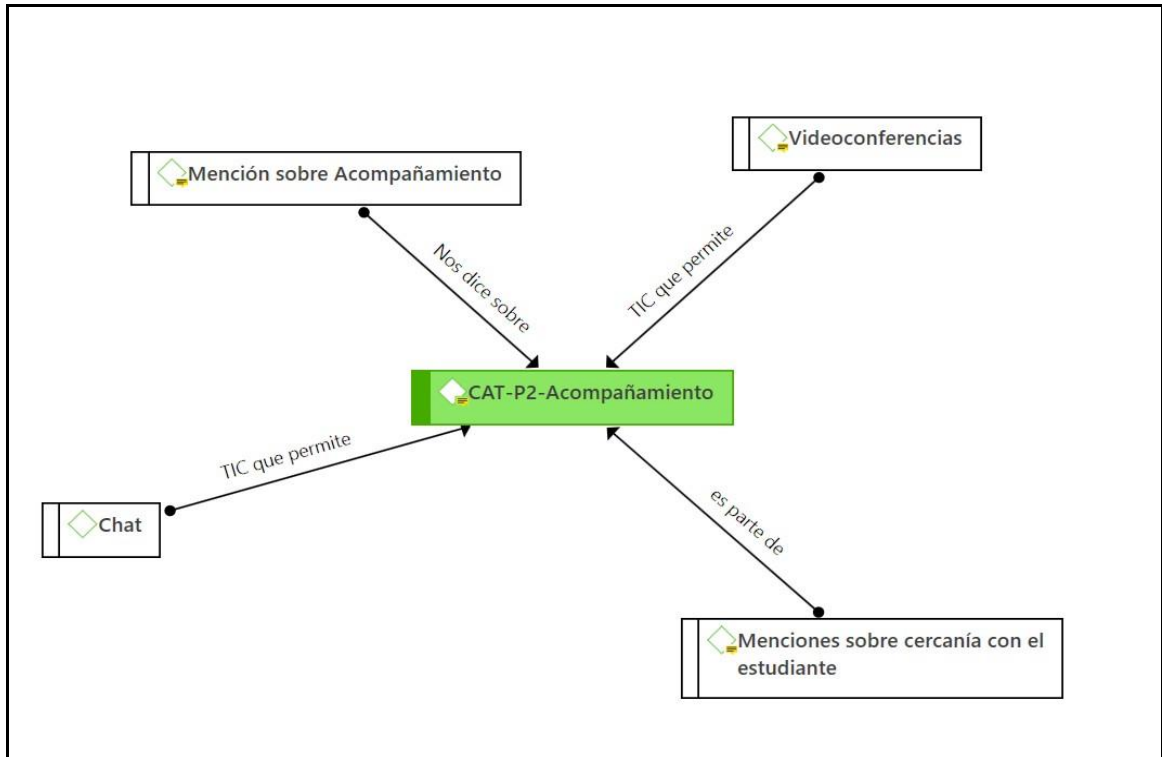 Videoconferencias
Mención sobre Acompañamiento
Nos dice sobre
TIC que permite
CAT-P2-Acompañamiento
TIC que permite
Chat
es parte de
Menciones sobre cercanía con el
estudiante